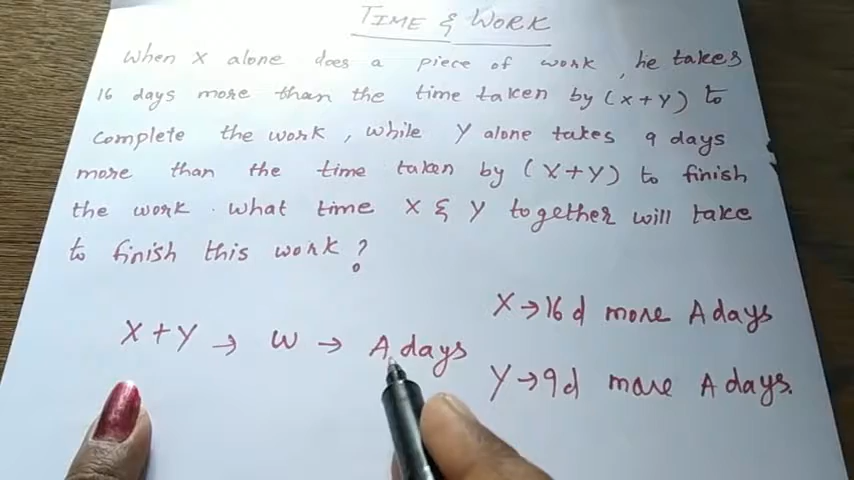 TIME & WORK
When X alone does a piece of work, he takes
16 days more than the time taken by (X+Y) to
complete the work, while Y alone takes 9 days
more than the time taken by (X+Y) to finish
the work. What time X & Y together will take
to finish this work?
X+Y → W → A days
X → 16 d more A days
Y → 9 d more A days.